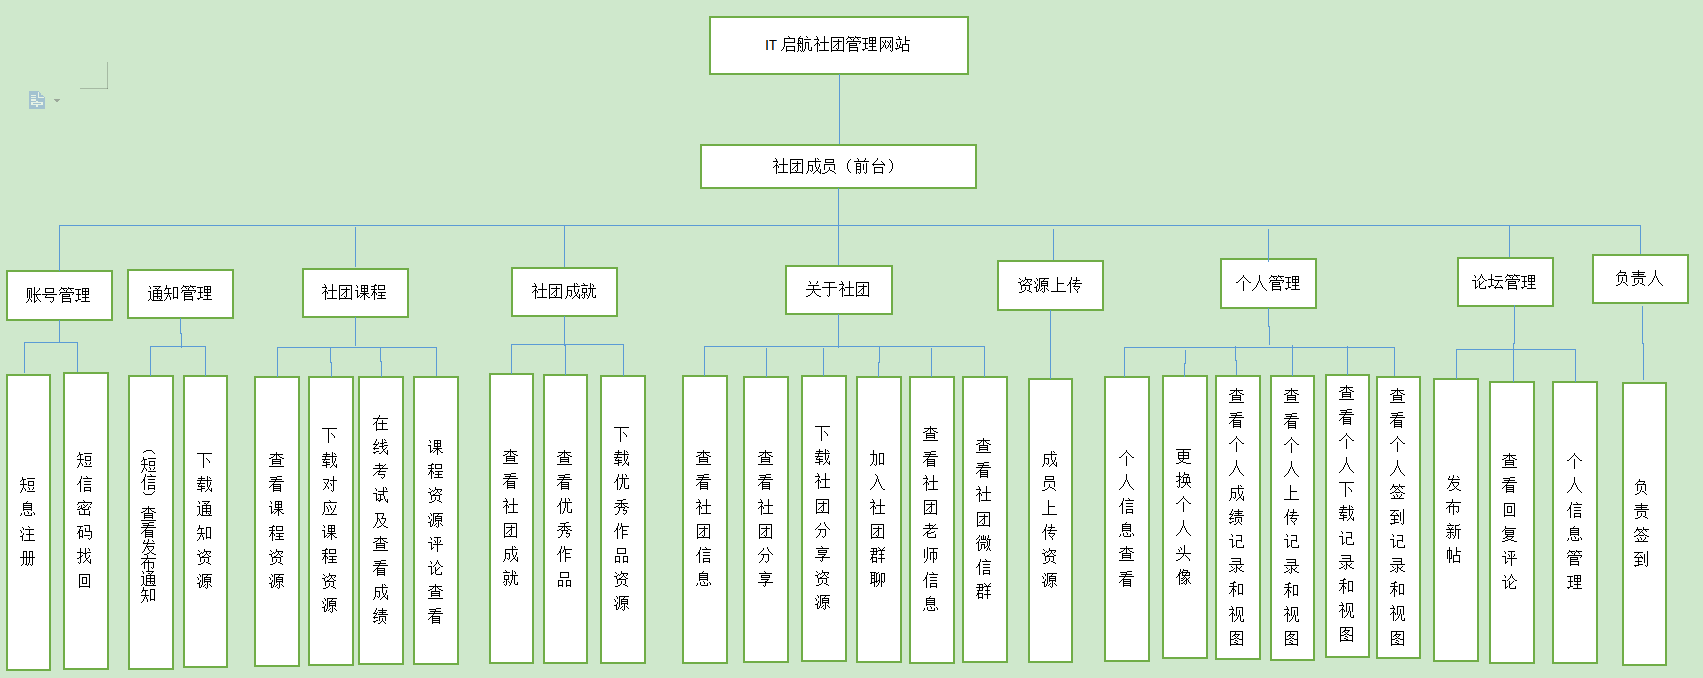 IT 启航社团管理网站
社团成员（前台）
账号管理
通知管理
社团课程
社团成就
关于社团
资源上传
个人管理
论坛管理
负责人
短息注册
短信密码找回
（短信）查看发布通知
下载通知资源
查看课程资源
下载对应课程资源
在线考试及查看成绩
课程资源评论查看
查看社团成就
查看优秀作品
下载优秀作品资源
查看社团信息
查看社团分享
下载社团分享资源
加入社团群聊
查看社团老师信息
查看社团微信群
成员上传资源
个人信息查看
更换个人头像
查看个人成绩记录和视图
查看个人上传记录和视图
查看个人下载记录和视图
查看个人签到记录和视图
发布新帖
查看回复评论
个人信息管理
负责签到